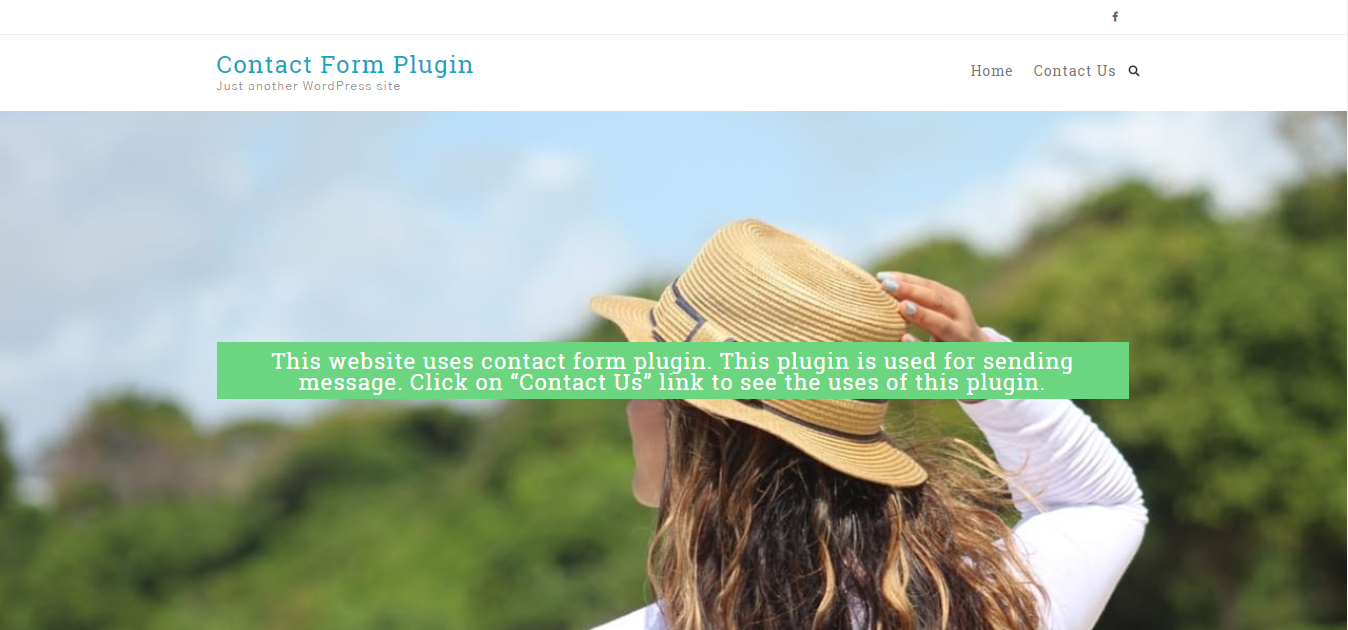 Contact Form Plugin
Just another WordPress site
Home Contact Us
This website uses contact form plugin. This plugin is used for sending
message. Click on “Contact Us” link to see the uses of this plugin.